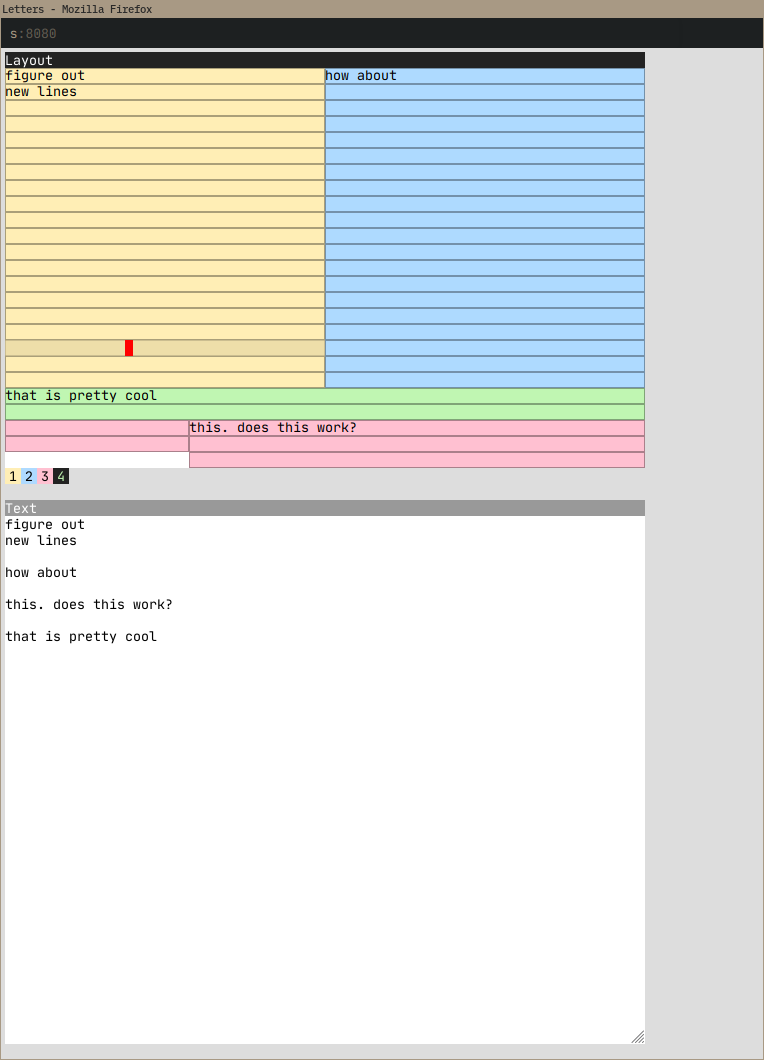 Letters - Mozilla Firefox
s:8080
Layout
figure out
how about
new lines
that is pretty cool
this. does this work?
1 2 3 4
Text
figure out
new lines
how about
this. does this work?
that is pretty cool